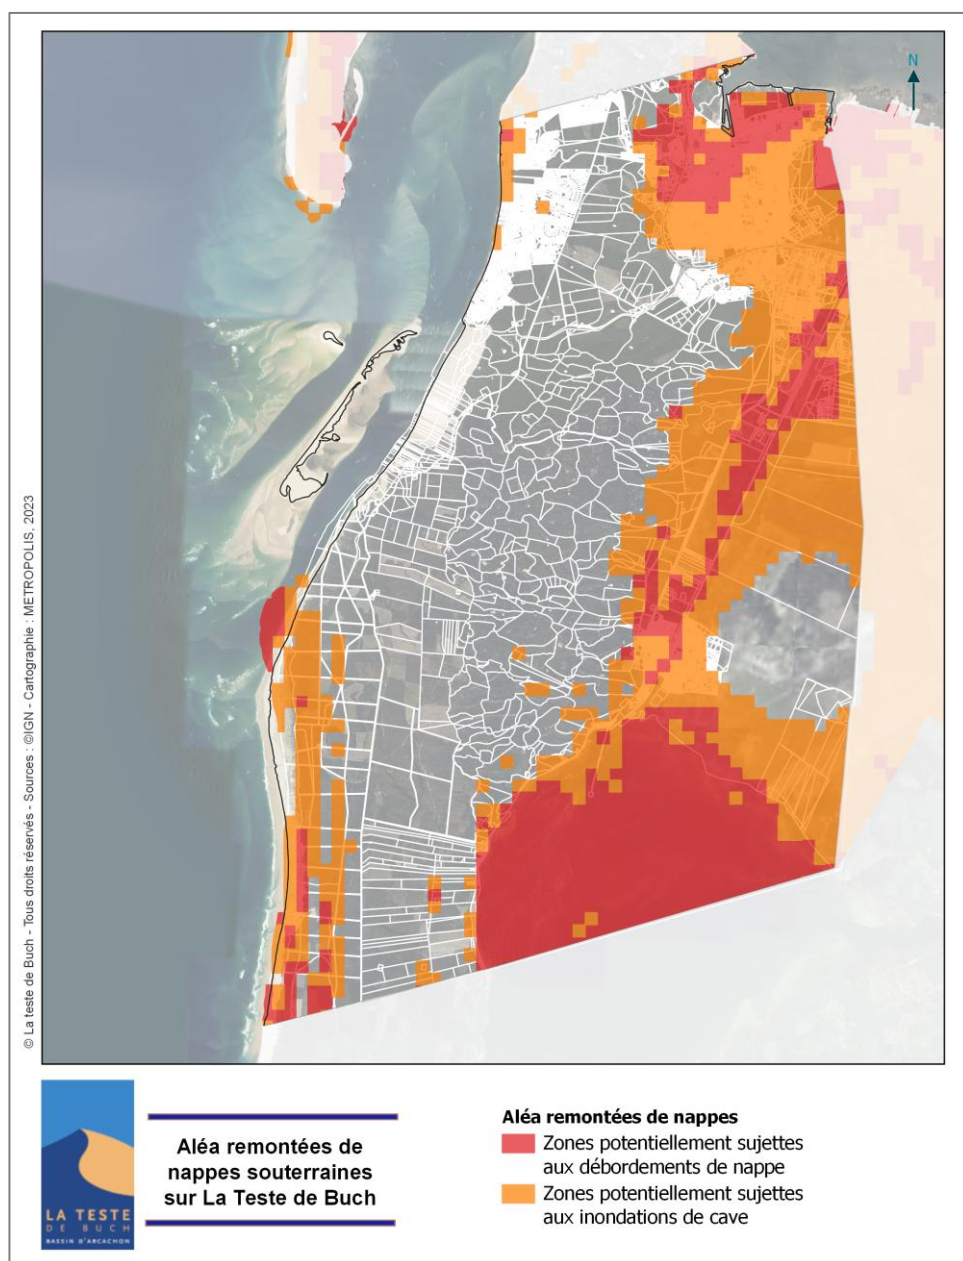 N
© La teste de Buch - Tous droits réservés - Sources : ©IGN - Cartographie : METROPOLIS, 2023
LA TESTE
DE BUCH
BASSIN D'ARCACHON
Aléa remontées de
nappes souterraines
sur La Teste de Buch
Aléa remontées de nappes
Zones potentiellement sujettes
aux débordements de nappe
Zones potentiellement sujettes
aux inondations de cave